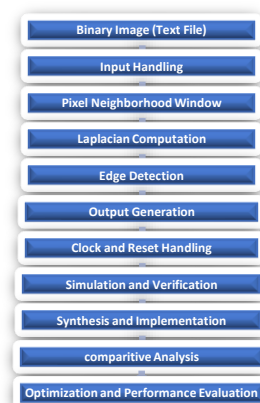 Binary Image (Text File)
Input Handling
Pixel Neighborhood Window
Laplacian Computation
Edge Detection
Output Generation
Clock and Reset Handling
Simulation and Verification
Synthesis and Implementation
comparitive Analysis
Optimization and Performance Evaluation